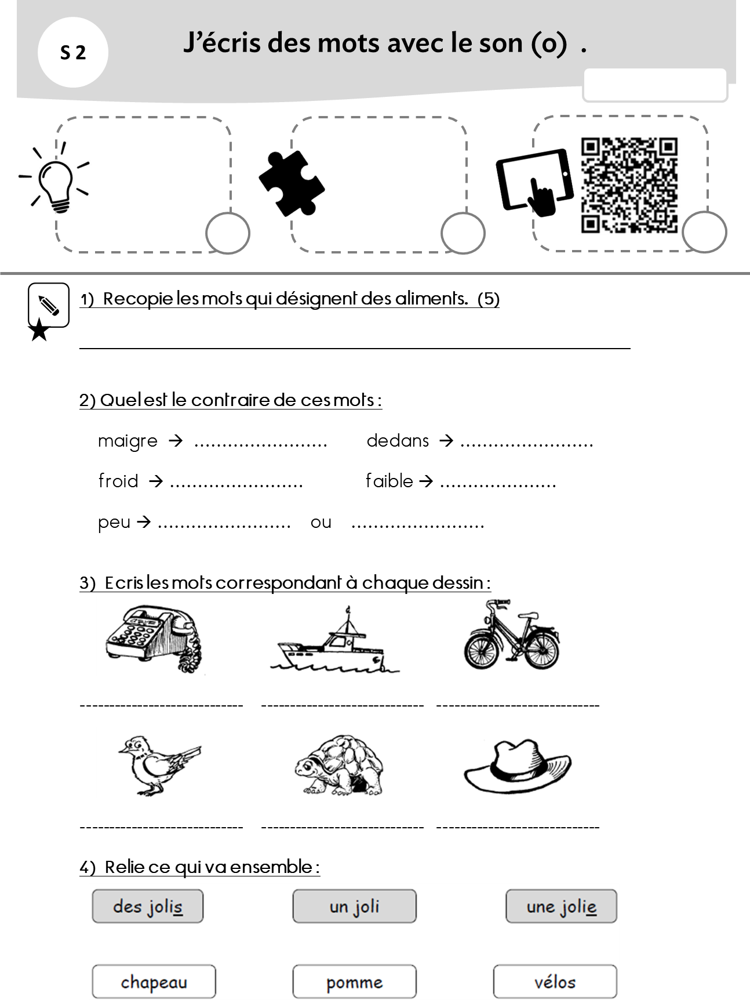 S 2
J’écris des mots avec le son (o) .
1) Recopie les mots qui désignent des aliments. (5)
2) Quel est le contraire de ces mots :
maigre → ........................ dedans → ........................
froid → ........................ faible → .....................
peu → ........................ ou ........................
3) Ecris les mots correspondant à chaque dessin :
4) Relie ce qui va ensemble :
des jolis un joli une jolie
chapeau pomme vélos